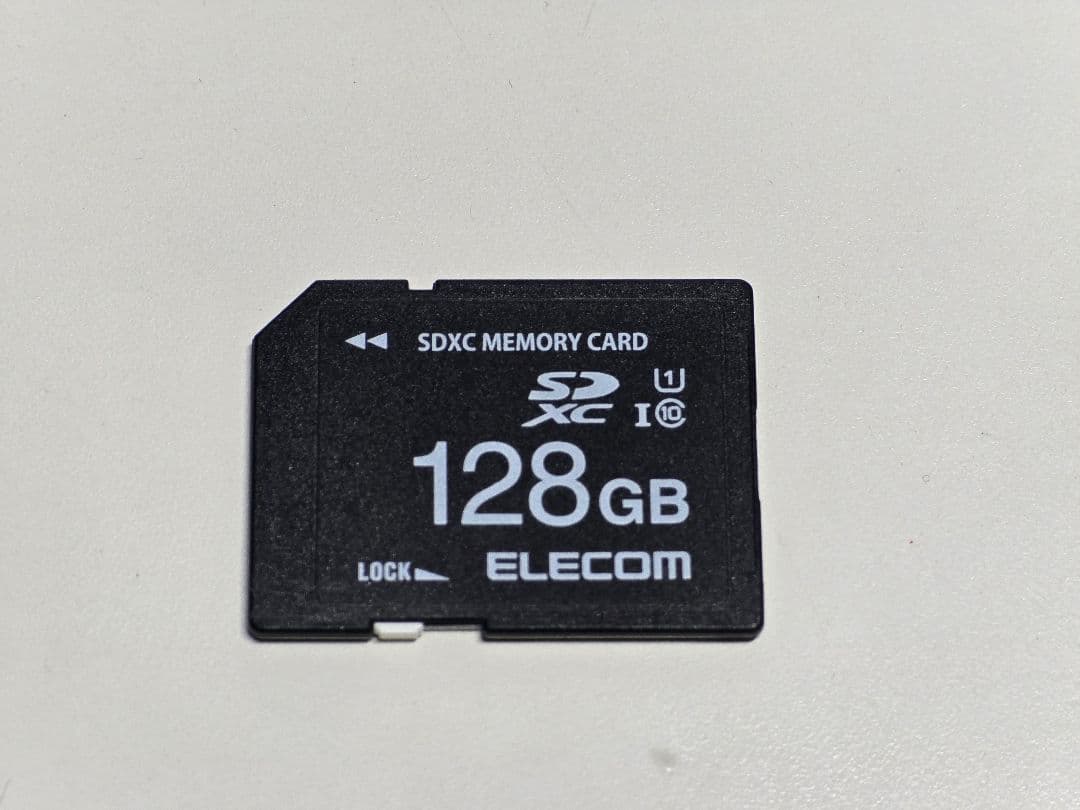 SDXC MEMORY CARD
SD XC I U1 10
128GB
LOCK ELECOM